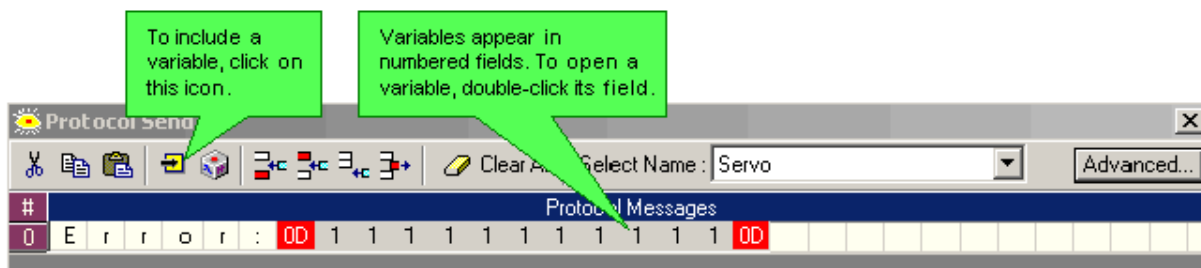 To include a
variable, click on
this icon.
Variables appear in
numbered fields. To open a
variable, double-click its field.
Protocol Send
Clear A Select Name : Servo Advanced...
# Protocol Messages
0 E r r o r : 0D 1 1 1 1 1 1 1 1 1 1 1 0D